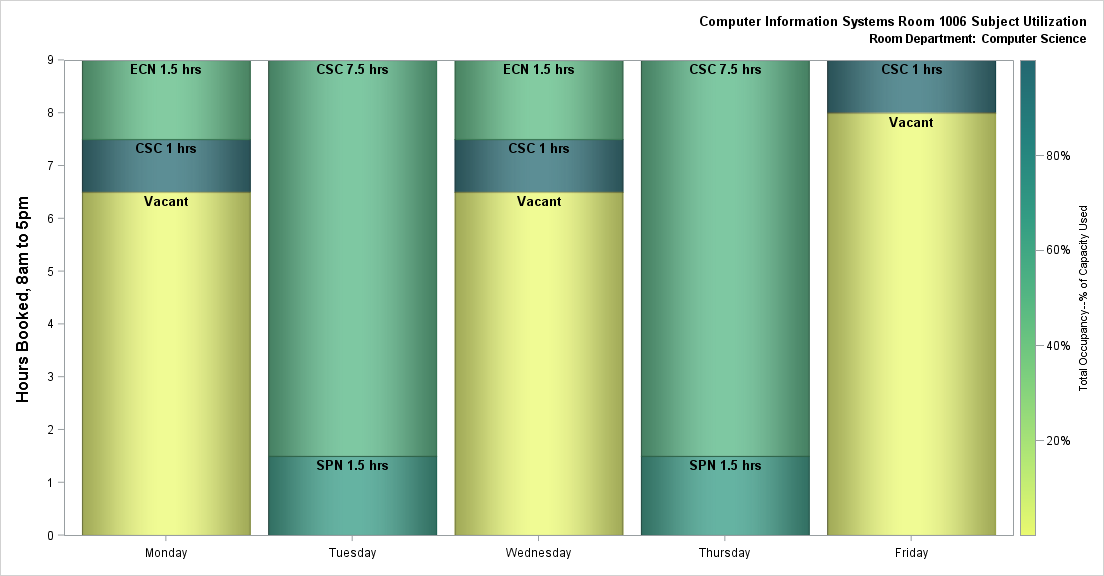 Computer Information Systems Room 1006 Subject Utilization
Room Department: Computer Science
Hours Booked, 8am to 5pm
9
8
7
6
5
4
3
2
1
0
ECN 1.5 hrs
CSC 1 hrs
Vacant
CSC 7.5 hrs
SPN 1.5 hrs
ECN 1.5 hrs
CSC 1 hrs
Vacant
CSC 7.5 hrs
SPN 1.5 hrs
CSC 1 hrs
Vacant
Monday
Tuesday
Wednesday
Thursday
Friday
80%
60%
40%
20%
Total Occupancy--% of Capacity Used